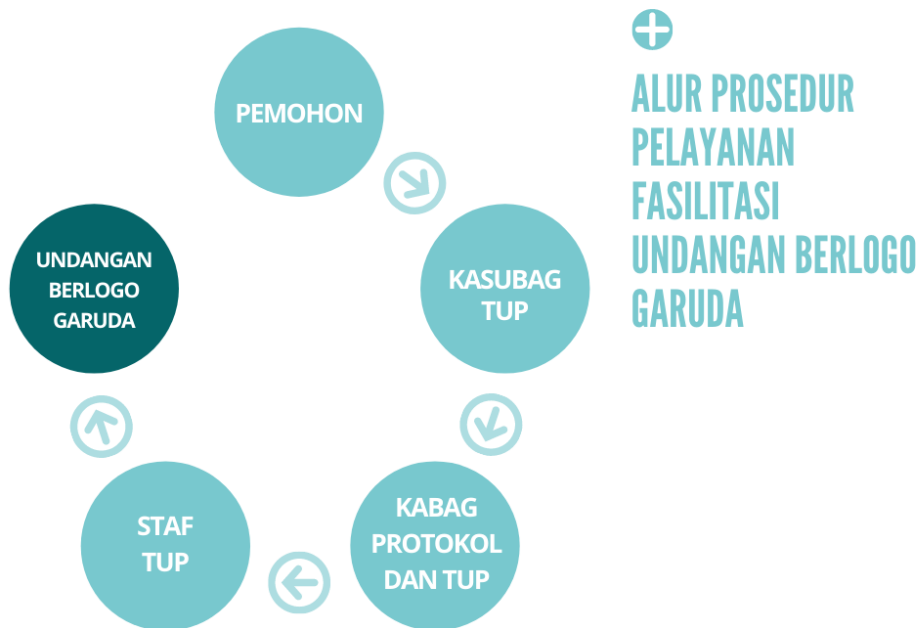 ALUR PROSEDUR
PELAYANAN
FASILITASI
UNDANGAN BERLOGO
GARUDA
PEMOHON
KASUBAG
TUP
KABAG
PROTOKOL
DAN TUP
STAF
TUP
UNDANGAN
BERLOGO
GARUDA